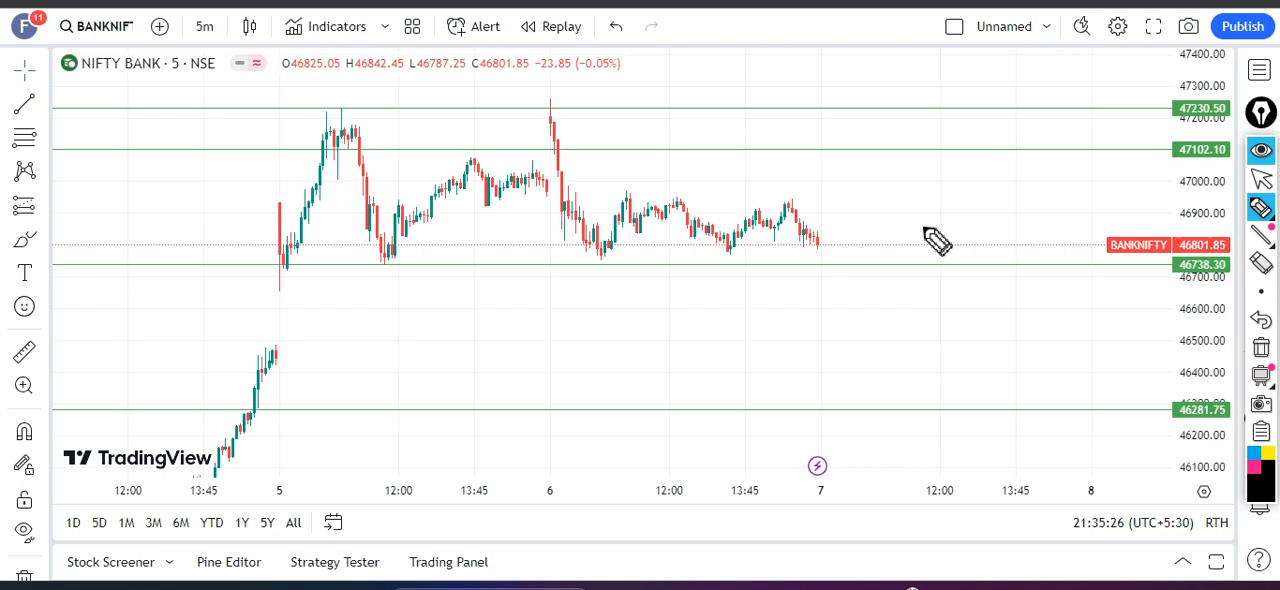 F 11 BANKNIF 5m Indicators Alert Replay Unnamed Publish
NIFTY BANK · 5 · NSE O46825.05 H46842.45 L46787.25 C46801.85 −23.85 (−0.05%)
47400.00
47300.00
47230.50
47200.00
47102.10
47000.00
46900.00
BANKNIFTY 46801.85
46738.30
46700.00
46600.00
46500.00
46400.00
46281.75
46200.00
46100.00
TradingView
12:00 13:45 5 12:00 13:45 6 12:00 13:45 7 12:00 13:45 8
1D 5D 1M 3M 6M YTD 1Y 5Y All 21:35:26 (UTC+5:30) RTH
Stock Screener Pine Editor Strategy Tester Trading Panel